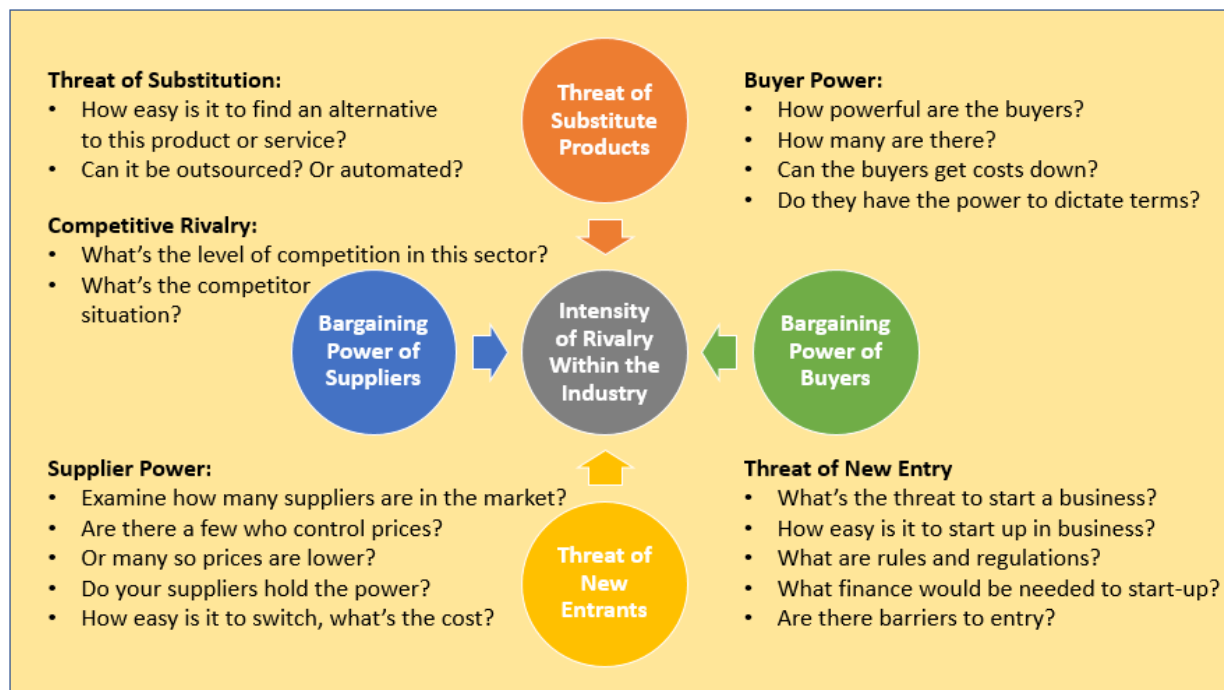 Threat of Substitution:
• How easy is it to find an alternative
to this product or service?
• Can it be outsourced? Or automated?
Threat of
Substitute
Products
Buyer Power:
• How powerful are the buyers?
• How many are there?
• Can the buyers get costs down?
• Do they have the power to dictate terms?
Competitive Rivalry:
• What's the level of competition in this sector?
• What's the competitor
situation?
Bargaining
Power of
Suppliers
Intensity
of Rivalry
Within the
Industry
Bargaining
Power of
Buyers
Supplier Power:
• Examine how many suppliers are in the market?
• Are there a few who control prices?
• Or many so prices are lower?
• Do your suppliers hold the power?
• How easy is it to switch, what's the cost?
Threat of
New
Entrants
Threat of New Entry
• What's the threat to start a business?
• How easy is it to start up in business?
• What are rules and regulations?
• What finance would be needed to start-up?
• Are there barriers to entry?